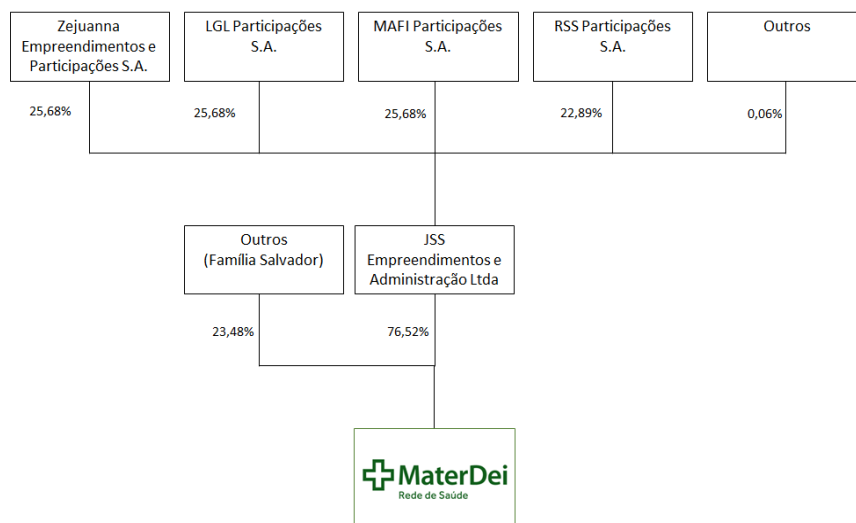 Zejuanna
Empreendimentos e
Participações S.A.
LGL Participações
S.A.
MAFI Participações
S.A.
RSS Participações
S.A.
Outros
25,68%
25,68%
25,68%
22,89%
0,06%
Outros
(Família Salvador)
JSS
Empreendimentos e
Administração Ltda
23,48%
76,52%
MaterDei
Rede de Saúde